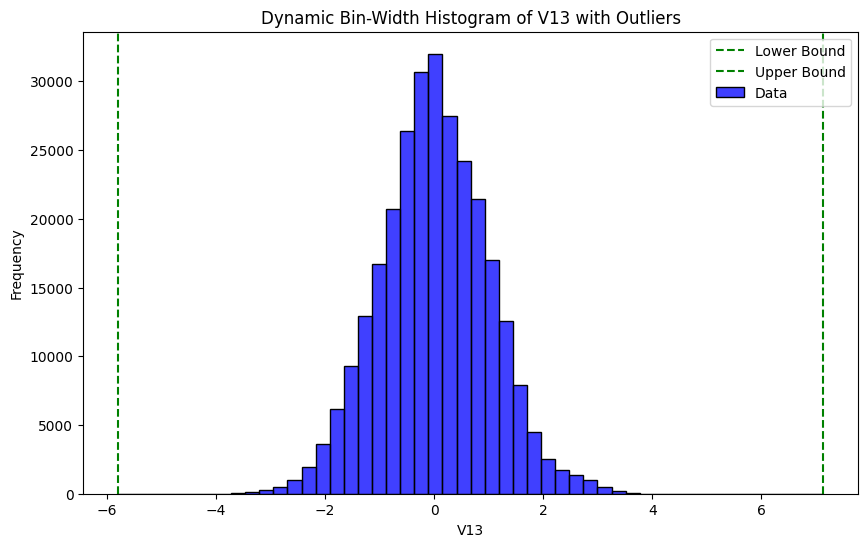 Dynamic Bin-Width Histogram of V13 with Outliers
Lower Bound
Upper Bound
Data
Frequency
30000
25000
20000
15000
10000
5000
0
−6
−4
−2
0
2
4
6
V13